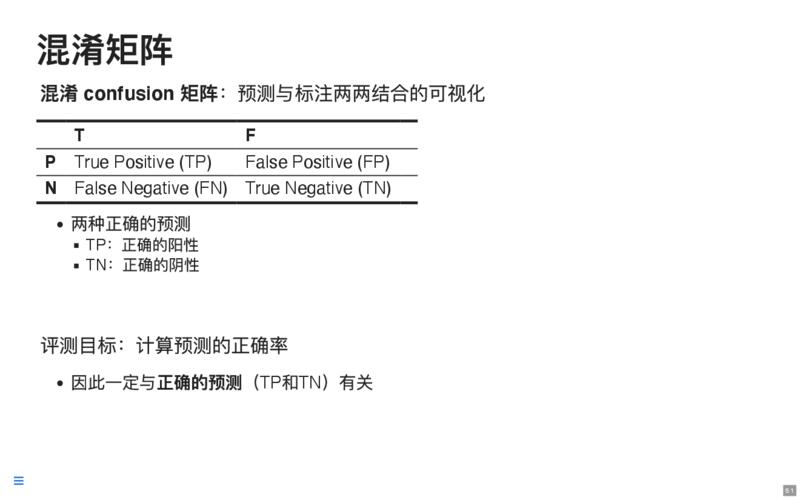 混淆矩阵
混淆 confusion 矩阵：预测与标注两两结合的可视化
T F
P True Positive (TP) False Positive (FP)
N False Negative (FN) True Negative (TN)
• 两种正确的预测
▪ TP：正确的阳性
▪ TN：正确的阴性
评测目标：计算预测的正确率
• 因此一定与正确的预测（TP和TN）有关
5.1